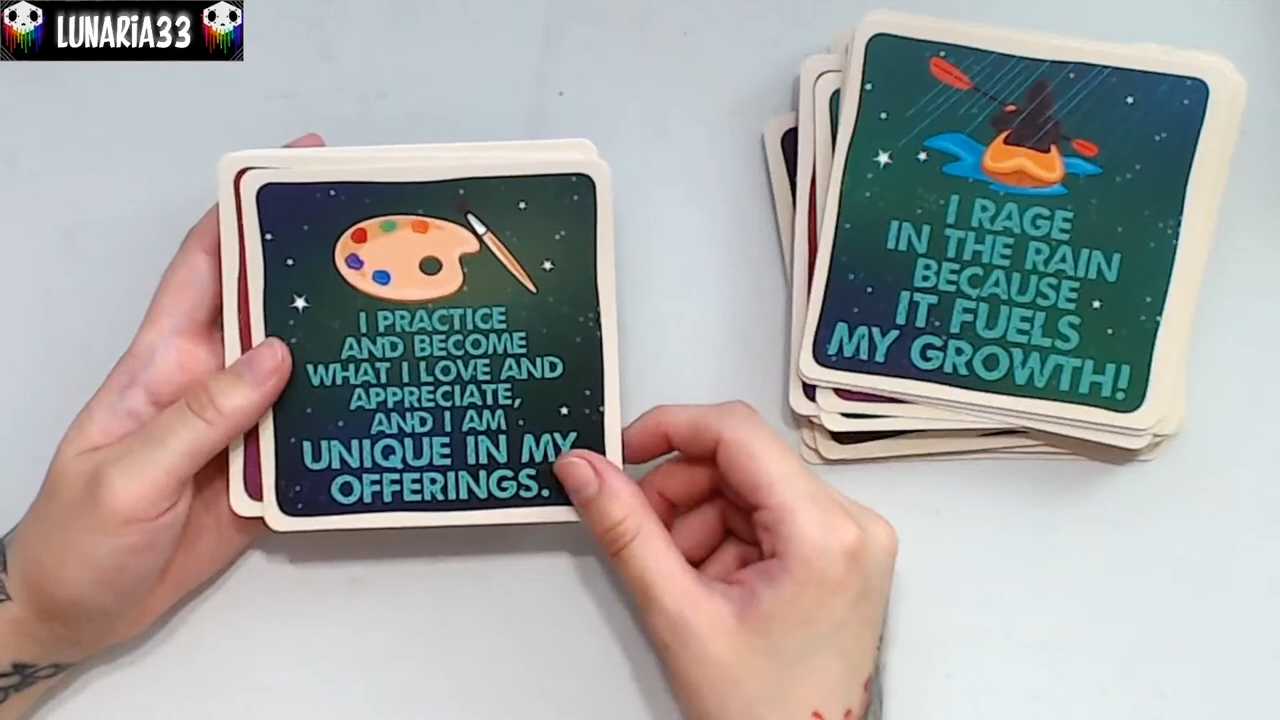 LUNARiA33
I PRACTICE
AND BECOME
WHAT I LOVE AND
APPRECIATE,
AND I AM
UNIQUE IN MY
OFFERINGS.
I RAGE
IN THE RAIN
BECAUSE
IT FUELS
MY GROWTH!